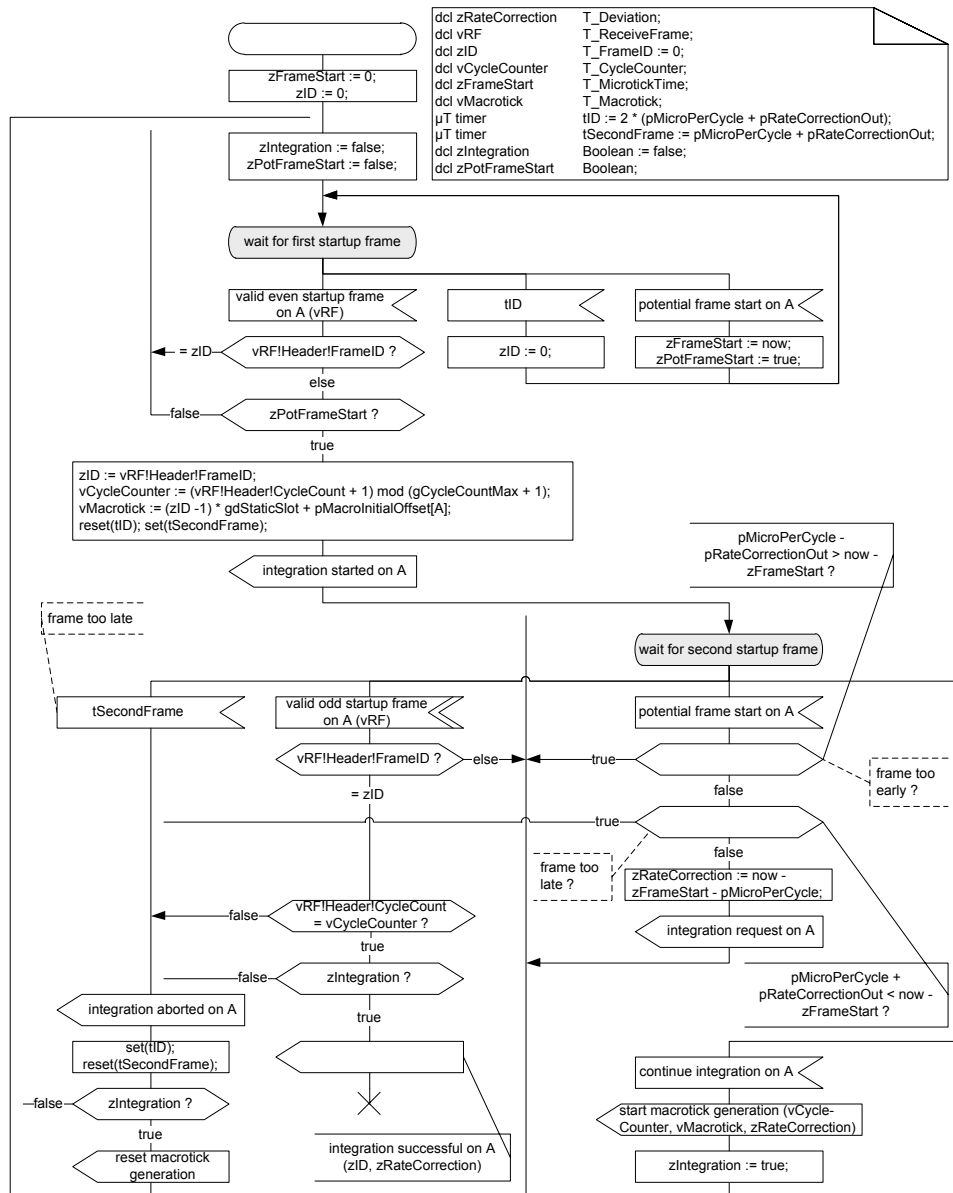 dcl zRateCorrection T_Deviation;
dcl vRF T_ReceiveFrame;
dcl zID T_FrameID := 0;
dcl vCycleCounter T_CycleCounter;
dcl zFrameStart T_MicrotickTime;
dcl vMacrotick T_Macrotick;
µT timer tID := 2 * (pMicroPerCycle + pRateCorrectionOut);
µT timer tSecondFrame := pMicroPerCycle + pRateCorrectionOut;
dcl zIntegration Boolean := false;
dcl zPotFrameStart Boolean;
zFrameStart := 0;
zID := 0;
zIntegration := false;
zPotFrameStart := false;
wait for first startup frame
valid even startup frame
on A (vRF)
tID
potential frame start on A
= zID
vRF!Header!FrameID ?
zID := 0;
zFrameStart := now;
zPotFrameStart := true;
else
false
zPotFrameStart ?
true
zID := vRF!Header!FrameID;
vCycleCounter := (vRF!Header!CycleCount + 1) mod (gCycleCountMax + 1);
vMacrotick := (zID -1) * gdStaticSlot + pMacroInitialOffset[A];
reset(tID); set(tSecondFrame);
pMicroPerCycle -
pRateCorrectionOut > now -
zFrameStart ?
integration started on A
frame too late
wait for second startup frame
tSecondFrame
valid odd startup frame
on A (vRF)
potential frame start on A
vRF!Header!FrameID ?
else
true
frame too
early ?
= zID
false
true
false
frame too
late ?
zRateCorrection := now -
zFrameStart - pMicroPerCycle;
false
vRF!Header!CycleCount
= vCycleCounter ?
integration request on A
true
false
zIntegration ?
pMicroPerCycle +
pRateCorrectionOut < now -
zFrameStart ?
integration aborted on A
true
set(tID);
reset(tSecondFrame);
continue integration on A
false
zIntegration ?
start macrotick generation (vCycle-
Counter, vMacrotick, zRateCorrection)
true
integration successful on A
(zID, zRateCorrection)
reset macrotick
generation
zIntegration := true;